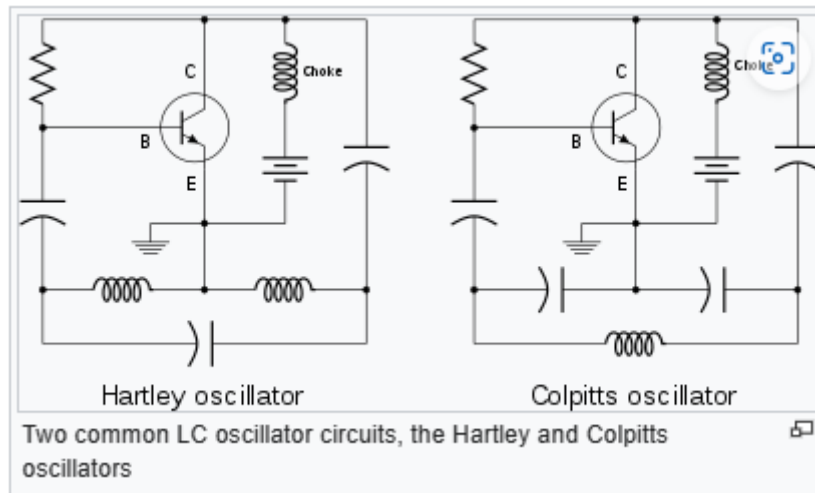 C
Choke
B
E
C
Choke
B
E
Hartley oscillator
Colpitts oscillator
Two common LC oscillator circuits, the Hartley and Colpitts
oscillators